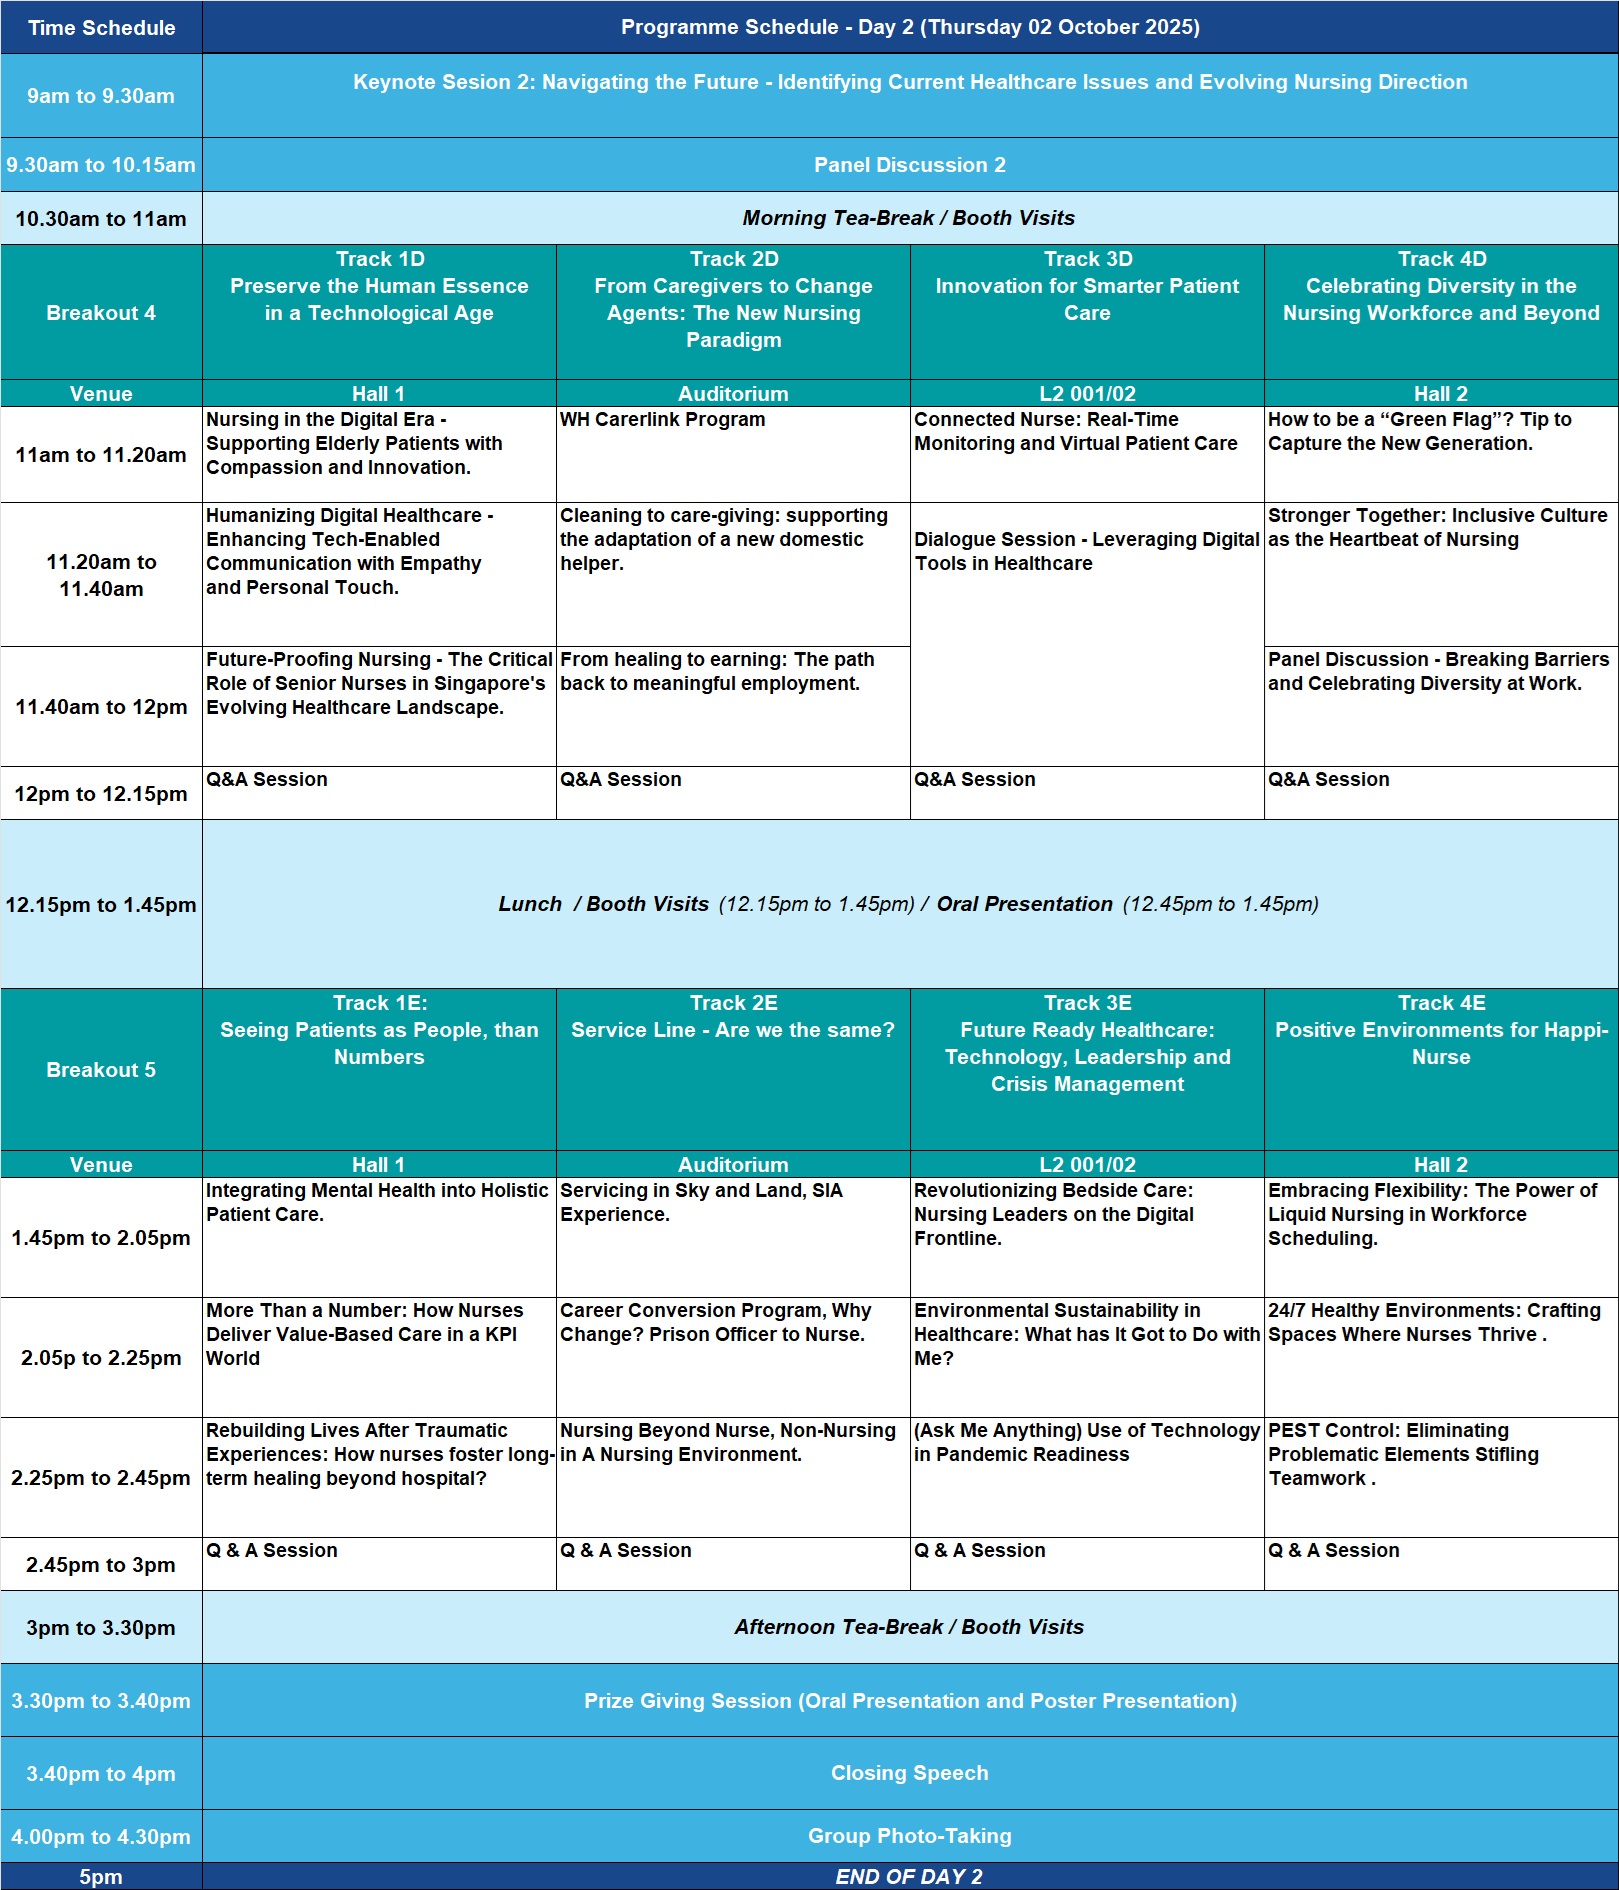 Time Schedule
Programme Schedule - Day 2 (Thursday 02 October 2025)
9am to 9.30am
Keynote Sesion 2: Navigating the Future - Identifying Current Healthcare Issues and Evolving Nursing Direction
9.30am to 10.15am
Panel Discussion 2
10.30am to 11am
Morning Tea-Break / Booth Visits
Breakout 4
Track 1D
Preserve the Human Essence
in a Technological Age
Track 2D
From Caregivers to Change
Agents: The New Nursing
Paradigm
Track 3D
Innovation for Smarter Patient
Care
Track 4D
Celebrating Diversity in the
Nursing Workforce and Beyond
Venue
Hall 1
Auditorium
L2 001/02
Hall 2
11am to 11.20am
Nursing in the Digital Era -
Supporting Elderly Patients with
Compassion and Innovation.
WH Carerlink Program
Connected Nurse: Real-Time
Monitoring and Virtual Patient Care
How to be a “Green Flag”? Tip to
Capture the New Generation.
11.20am to
11.40am
Humanizing Digital Healthcare -
Enhancing Tech-Enabled
Communication with Empathy
and Personal Touch.
Cleaning to care-giving: supporting
the adaptation of a new domestic
helper.
Dialogue Session - Leveraging Digital
Tools in Healthcare
Stronger Together: Inclusive Culture
as the Heartbeat of Nursing
11.40am to 12pm
Future-Proofing Nursing - The Critical
Role of Senior Nurses in Singapore's
Evolving Healthcare Landscape.
From healing to earning: The path
back to meaningful employment.
Panel Discussion - Breaking Barriers
and Celebrating Diversity at Work.
12pm to 12.15pm
Q&A Session
Q&A Session
Q&A Session
Q&A Session
12.15pm to 1.45pm
Lunch / Booth Visits (12.15pm to 1.45pm) / Oral Presentation (12.45pm to 1.45pm)
Breakout 5
Track 1E:
Seeing Patients as People, than
Numbers
Track 2E
Service Line - Are we the same?
Track 3E
Future Ready Healthcare:
Technology, Leadership and
Crisis Management
Track 4E
Positive Environments for Happi-
Nurse
Venue
Hall 1
Auditorium
L2 001/02
Hall 2
1.45pm to 2.05pm
Integrating Mental Health into Holistic
Patient Care.
Servicing in Sky and Land, SIA
Experience.
Revolutionizing Bedside Care:
Nursing Leaders on the Digital
Frontline.
Embracing Flexibility: The Power of
Liquid Nursing in Workforce
Scheduling.
2.05p to 2.25pm
More Than a Number: How Nurses
Deliver Value-Based Care in a KPI
World
Career Conversion Program, Why
Change? Prison Officer to Nurse.
Environmental Sustainability in
Healthcare: What has It Got to Do with
Me?
24/7 Healthy Environments: Crafting
Spaces Where Nurses Thrive .
2.25pm to 2.45pm
Rebuilding Lives After Traumatic
Experiences: How nurses foster long-
term healing beyond hospital?
Nursing Beyond Nurse, Non-Nursing
in A Nursing Environment.
(Ask Me Anything) Use of Technology
in Pandemic Readiness
PEST Control: Eliminating
Problematic Elements Stifling
Teamwork .
2.45pm to 3pm
Q & A Session
Q & A Session
Q & A Session
Q & A Session
3pm to 3.30pm
Afternoon Tea-Break / Booth Visits
3.30pm to 3.40pm
Prize Giving Session (Oral Presentation and Poster Presentation)
3.40pm to 4pm
Closing Speech
4.00pm to 4.30pm
Group Photo-Taking
5pm
END OF DAY 2